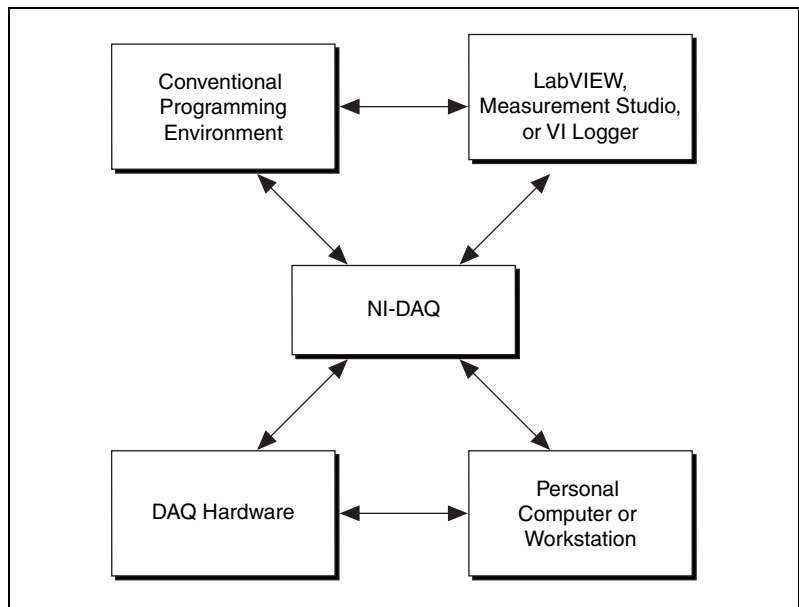 Conventional
Programming
Environment
LabVIEW,
Measurement Studio,
or VI Logger
NI-DAQ
DAQ Hardware
Personal
Computer or
Workstation